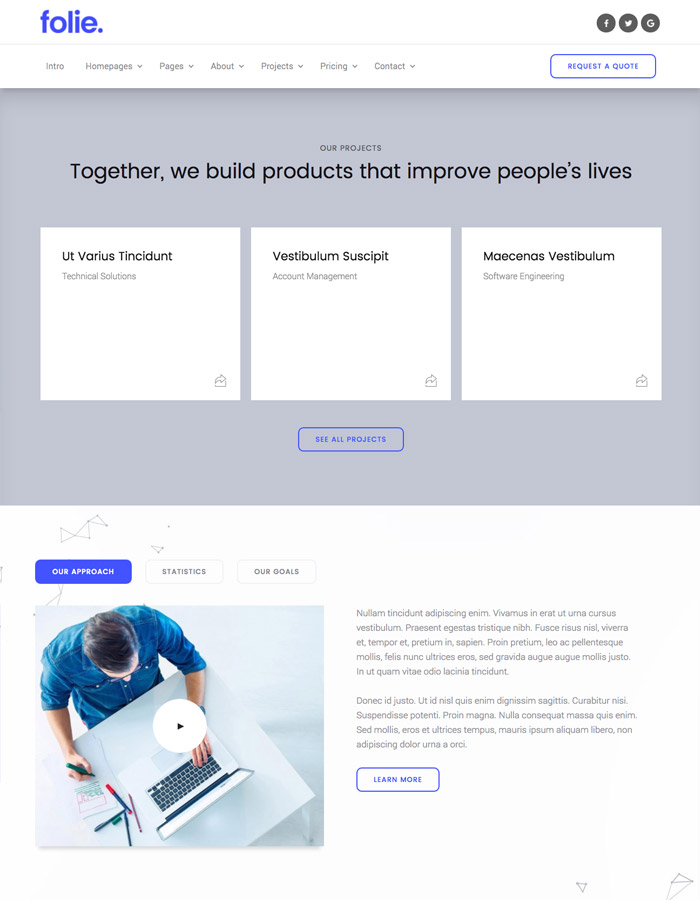 folie.
Intro Homepages Pages About Projects Pricing Contact REQUEST A QUOTE
OUR PROJECTS
Together, we build products that improve people's lives
Ut Varius Tincidunt
Technical Solutions
Vestibulum Suscipit
Account Management
Maecenas Vestibulum
Software Engineering
SEE ALL PROJECTS
OUR APPROACH STATISTICS OUR GOALS
Nullam tincidunt adipiscing enim. Vivamus in erat ut urna cursus
vestibulum. Praesent egestas tristique nibh. Fusce risus nisl, viverra
et, tempor et, pretium in, sapien. Proin pretium, leo ac pellentesque
mollis, felis nunc ultrices eros, sed gravida augue augue mollis justo.
In ut quam vitae odio lacinia tincidunt.
Donec id justo. Ut id nisl quis enim dignissim sagittis. Curabitur nisi.
Suspendisse potenti. Proin magna. Nulla consequat massa quis enim.
Sed mollis, eros et ultrices tempus, mauris ipsum aliquam libero, non
adipiscing dolor urna a orci.
LEARN MORE